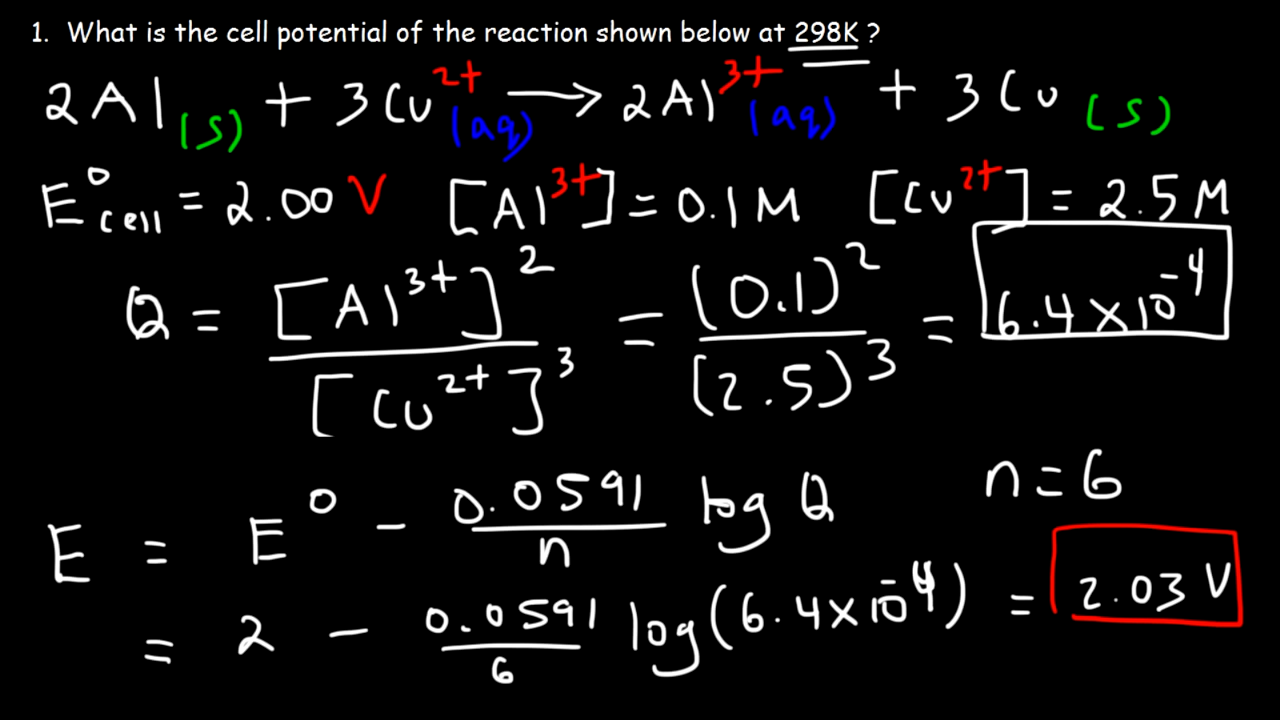 1. What is the cell potential of the reaction shown below at 298K ?
2Al(s) + 3Cu²⁺(aq) → 2Al³⁺(aq) + 3Cu(s)
E⁰cell = 2.00 V [Al³⁺] = 0.1 M [Cu²⁺] = 2.5 M
Q = [Al³⁺]² / [Cu²⁺]³ = (0.1)² / (2.5)³ = 6.4 × 10⁻⁴
n = 6
E = E⁰ − 0.0591 / n log Q
= 2 − 0.0591 / 6 log(6.4 × 10⁻⁴) = 2.03 V